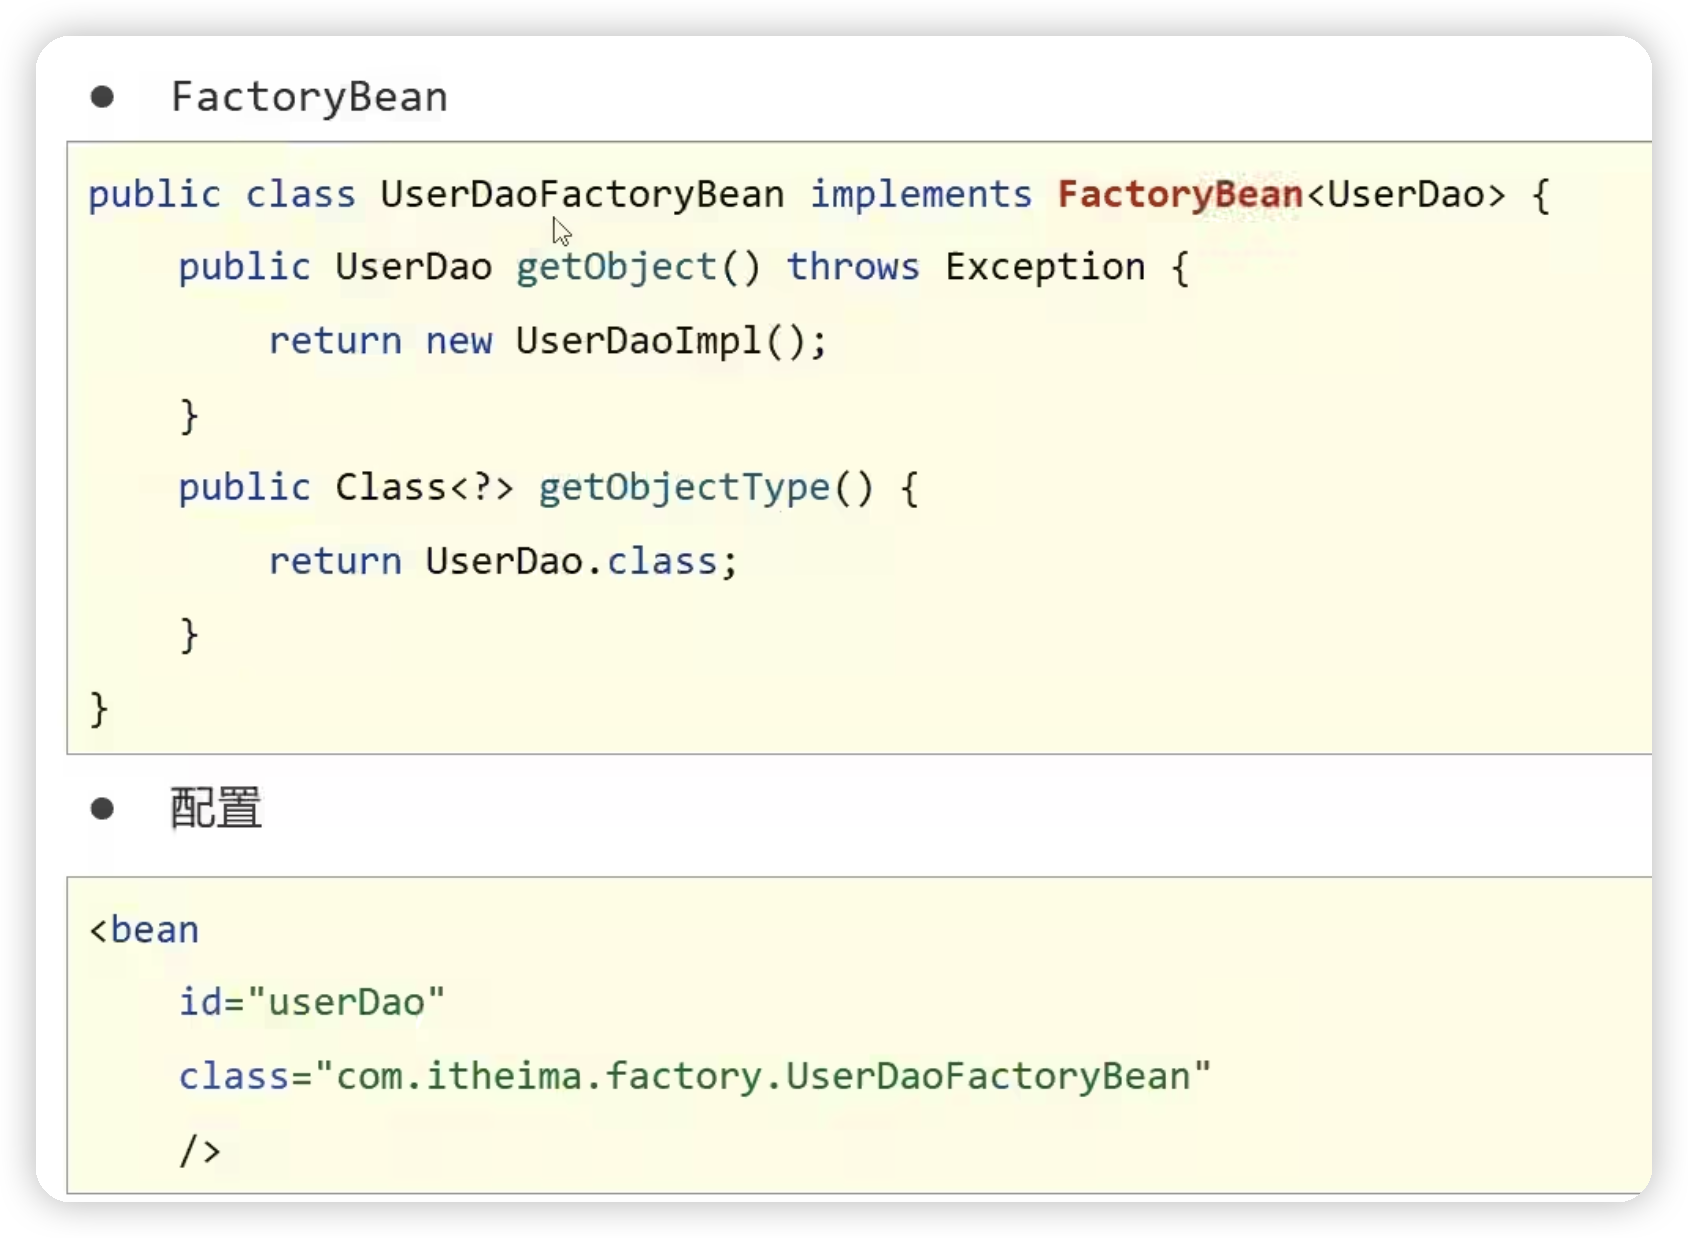 ● FactoryBean
public class UserDaoFactoryBean implements FactoryBean<UserDao> {
    public UserDao getObject() throws Exception {
        return new UserDaoImpl();
    }
    public Class<?> getObjectType() {
        return UserDao.class;
    }
}
● 配置
<bean
    id="userDao"
    class="com.itheima.factory.UserDaoFactoryBean"
    />